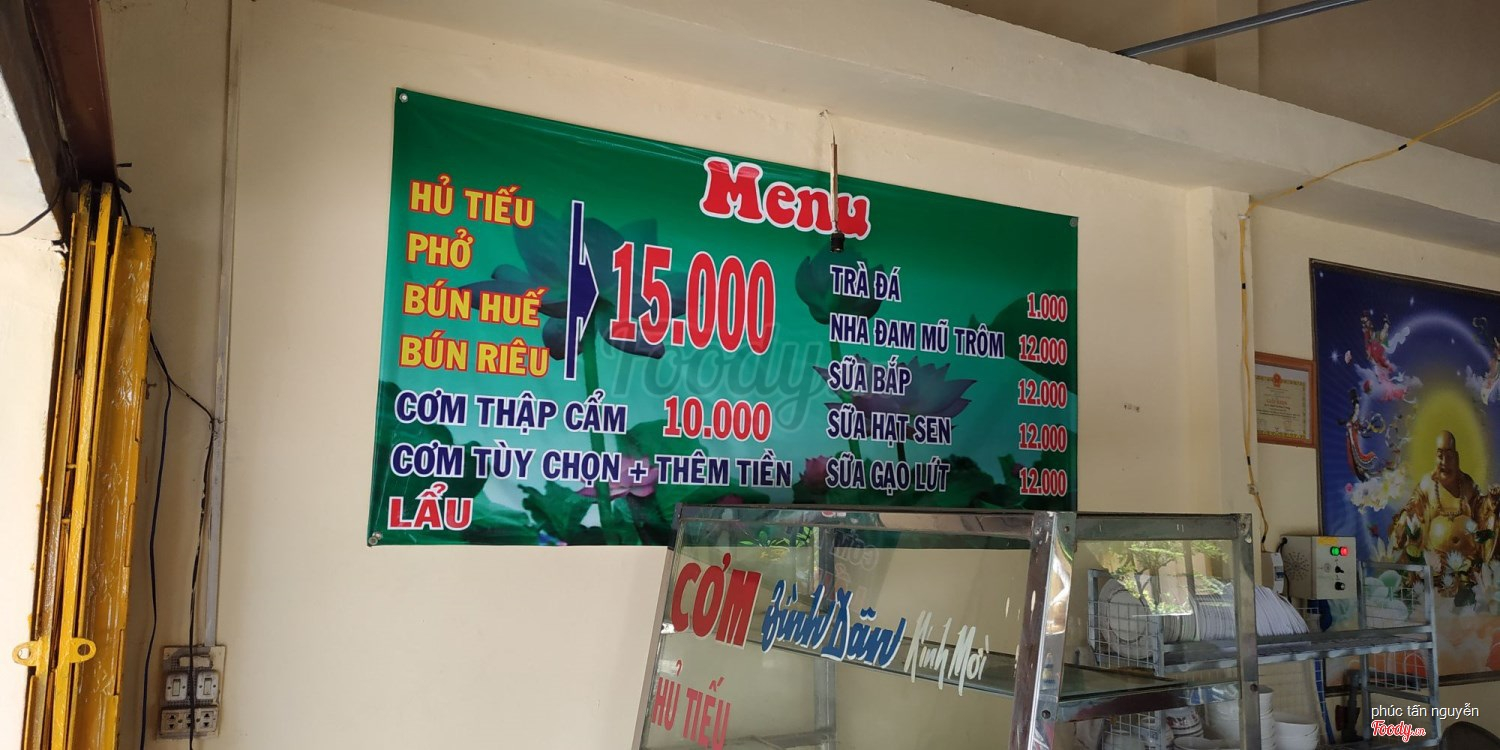 Menu
HỦ TIẾU
PHỞ
BÚN HUẾ
BÚN RIÊU
15.000
CƠM THẬP CẨM 10.000
CƠM TÙY CHỌN + THÊM TIỀN
LẨU
TRÀ ĐÁ 1.000
NHA ĐAM MŨ TRÔM 12.000
SỮA BẮP 12.000
SỮA HẠT SEN 12.000
SỮA GẠO LỨT 12.000
Foody
CƠM Bình Dân Kính Mời
HỦ TIẾU
phúc tấn nguyễn
Foody.vn